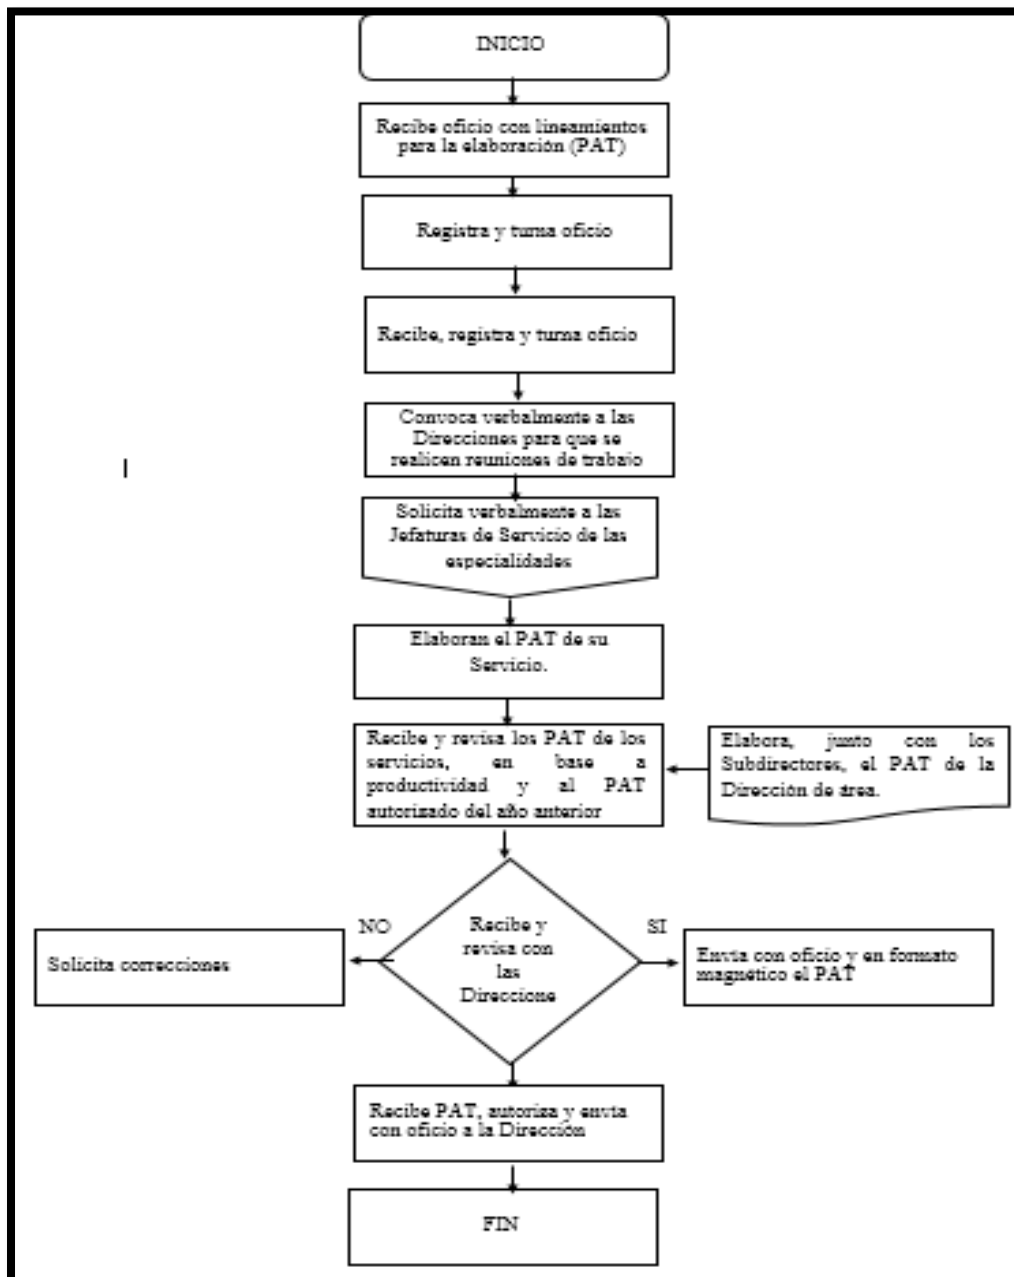 INICIO
Recibe oficio con lineamientos
para la elaboración (PAT)
Registra y turna oficio
Recibe, registra y turna oficio
Convoca verbalmente a las
Direcciones para que se
realicen reuniones de trabajo
Solicita verbalmente a las
Jefaturas de Servicio de las
especialidades
Elaboran el PAT de su
Servicio.
Recibe y revisa los PAT de los
servicios, en base a
productividad y al PAT
autorizado del año anterior
Elabora, junto con los
Subdirectores, el PAT de la
Dirección de área.
NO
Recibe y
revisa con
las
Direccione
SI
Solicita correcciones
Envía con oficio y en formato
magnético el PAT
Recibe PAT, autoriza y envía
con oficio a la Dirección
FIN